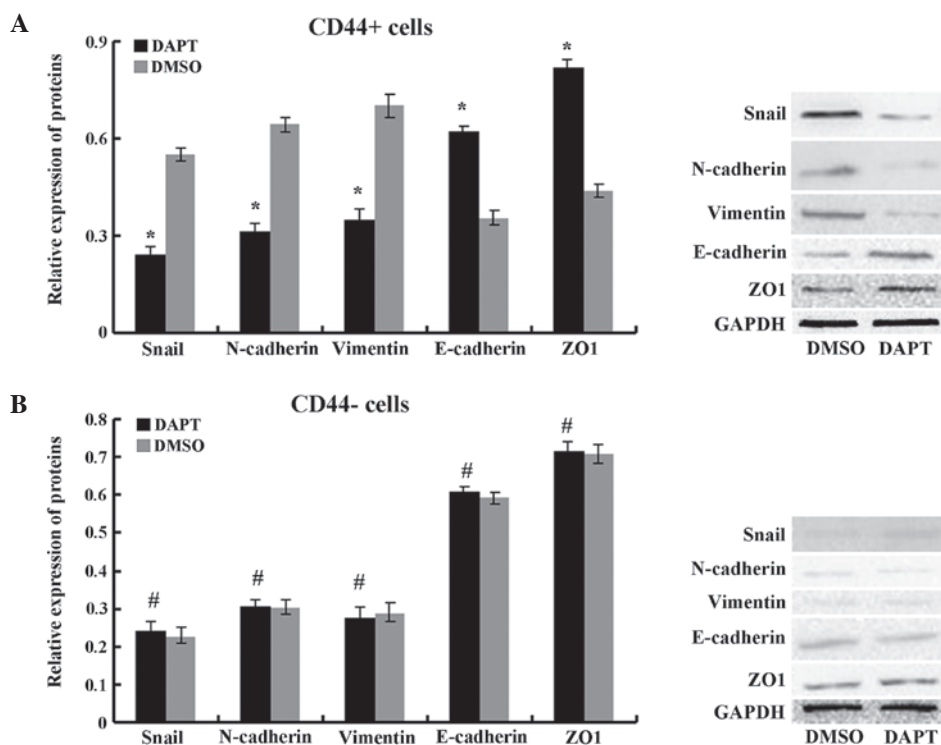 A
CD44+ cells
Relative expression of proteins
0.9
0.6
0.3
0
DAPT
DMSO
*
*
*
*
*
Snail N-cadherin Vimentin E-cadherin ZO1
Snail
N-cadherin
Vimentin
E-cadherin
ZO1
GAPDH
DMSO DAPT
B
CD44- cells
Relative expression of proteins
0.8
0.7
0.6
0.5
0.4
0.3
0.2
0.1
0
DAPT
DMSO
#
#
#
#
#
Snail N-cadherin Vimentin E-cadherin ZO1
Snail
N-cadherin
Vimentin
E-cadherin
ZO1
GAPDH
DMSO DAPT